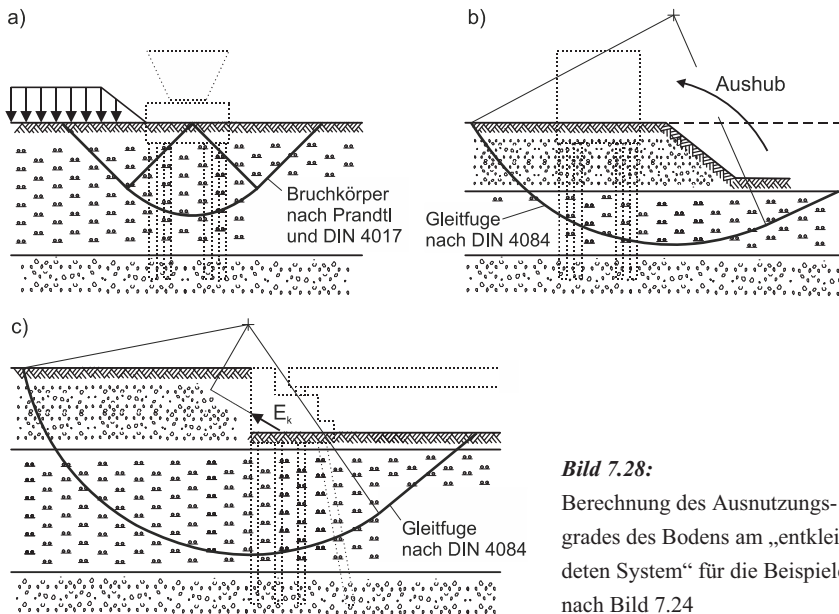 a)
Bruchkörper
nach Prandtl
und DIN 4017
b)
Aushub
Gleitfuge
nach DIN 4084
c)
E_k
Gleitfuge
nach DIN 4084
Bild 7.28:
Berechnung des Ausnutzungs-
grades des Bodens am „entklei-
deten System“ für die Beispiele
nach Bild 7.24